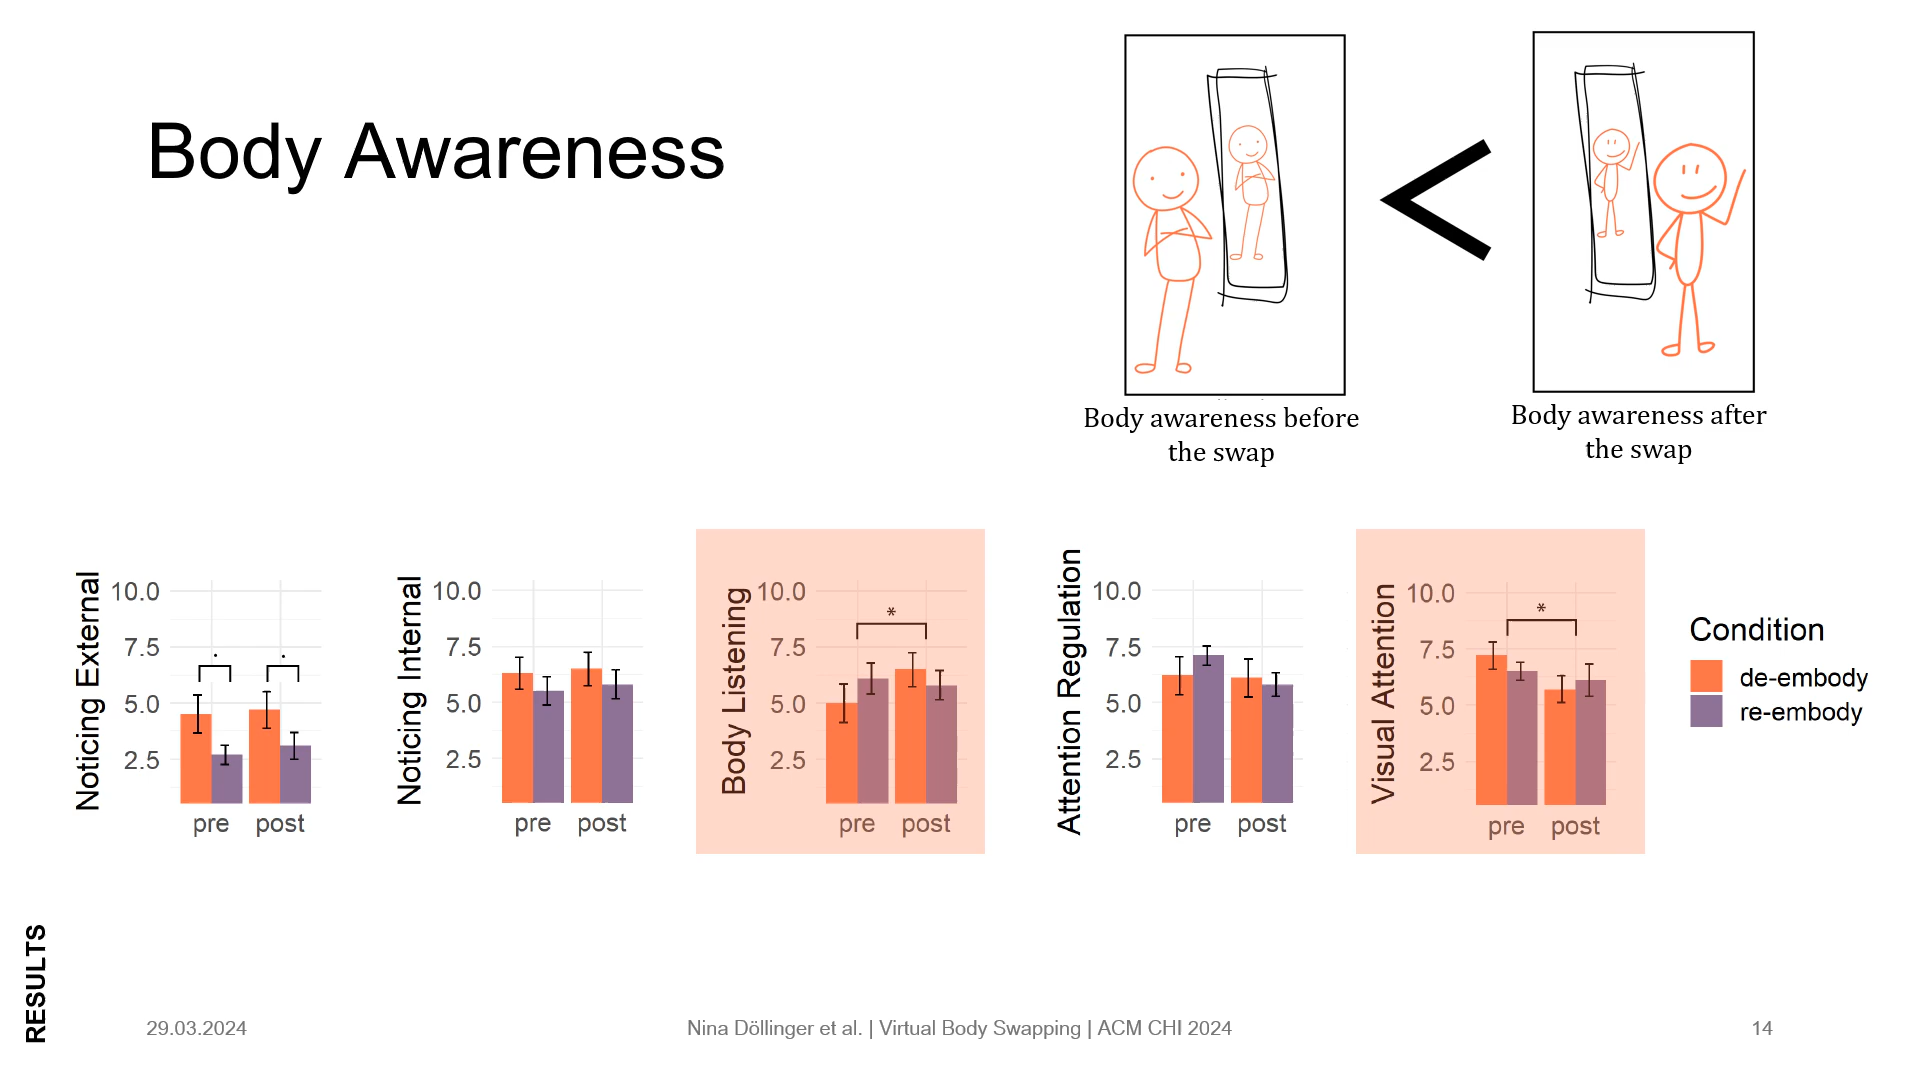 Body Awareness
Body awareness before
the swap
Body awareness after
the swap
Noticing External
10.0
7.5
5.0
2.5
.
.
pre post
Noticing Internal
10.0
7.5
5.0
2.5
pre post
Body Listening
10.0
7.5
5.0
2.5
*
pre post
Attention Regulation
10.0
7.5
5.0
2.5
pre post
Visual Attention
10.0
7.5
5.0
2.5
*
pre post
Condition
de-embody
re-embody
RESULTS
29.03.2024
Nina Döllinger et al. | Virtual Body Swapping | ACM CHI 2024
14